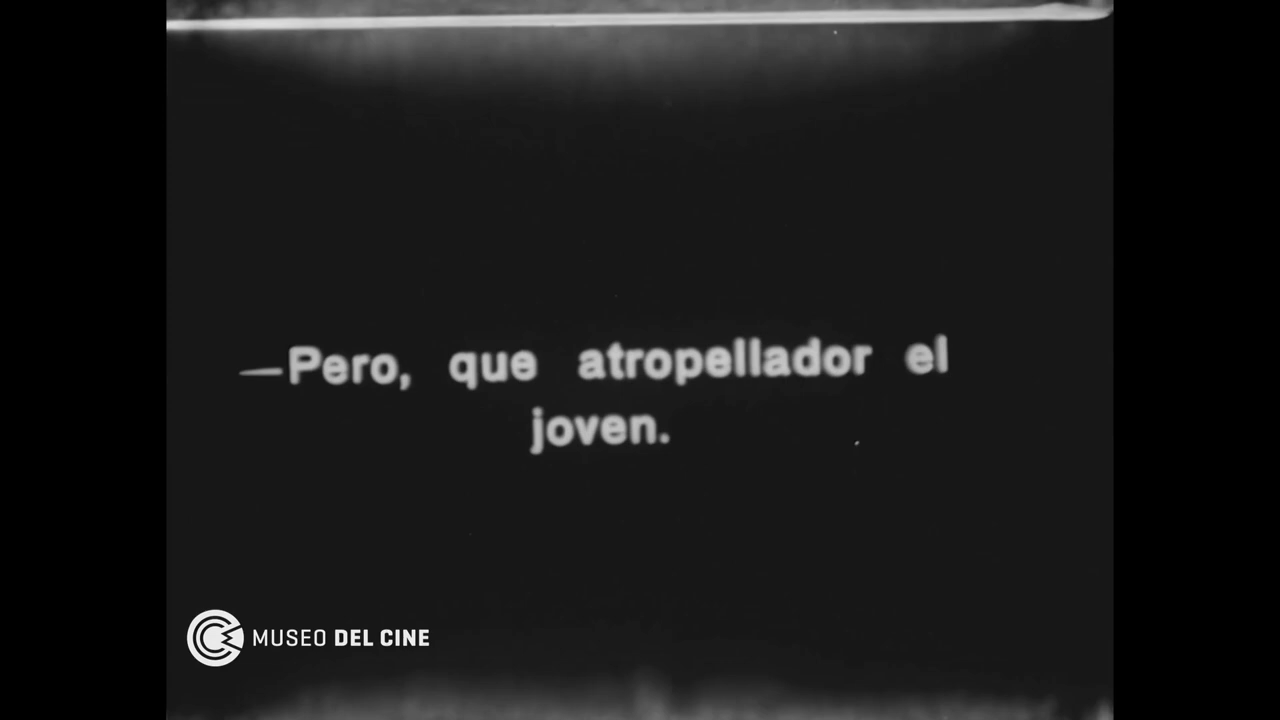 —Pero, que atropellador el
joven.
MUSEO DEL CINE